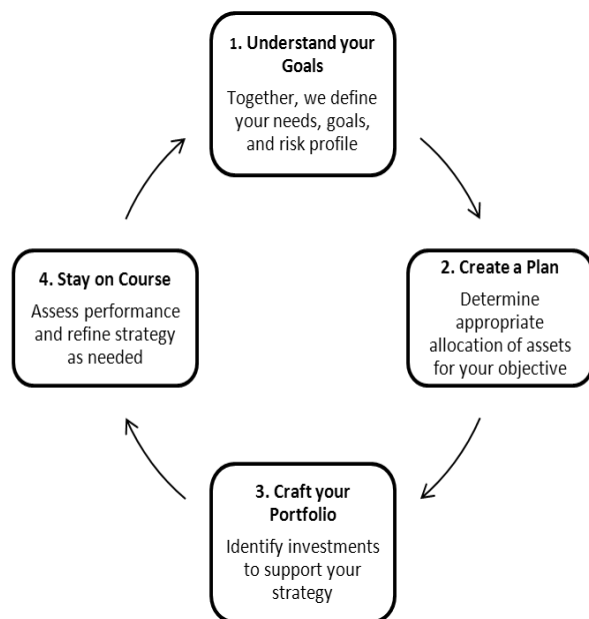 1. Understand your
Goals
Together, we define
your needs, goals,
and risk profile
2. Create a Plan
Determine
appropriate
allocation of assets
for your objective
3. Craft your
Portfolio
Identify investments
to support your
strategy
4. Stay on Course
Assess performance
and refine strategy
as needed